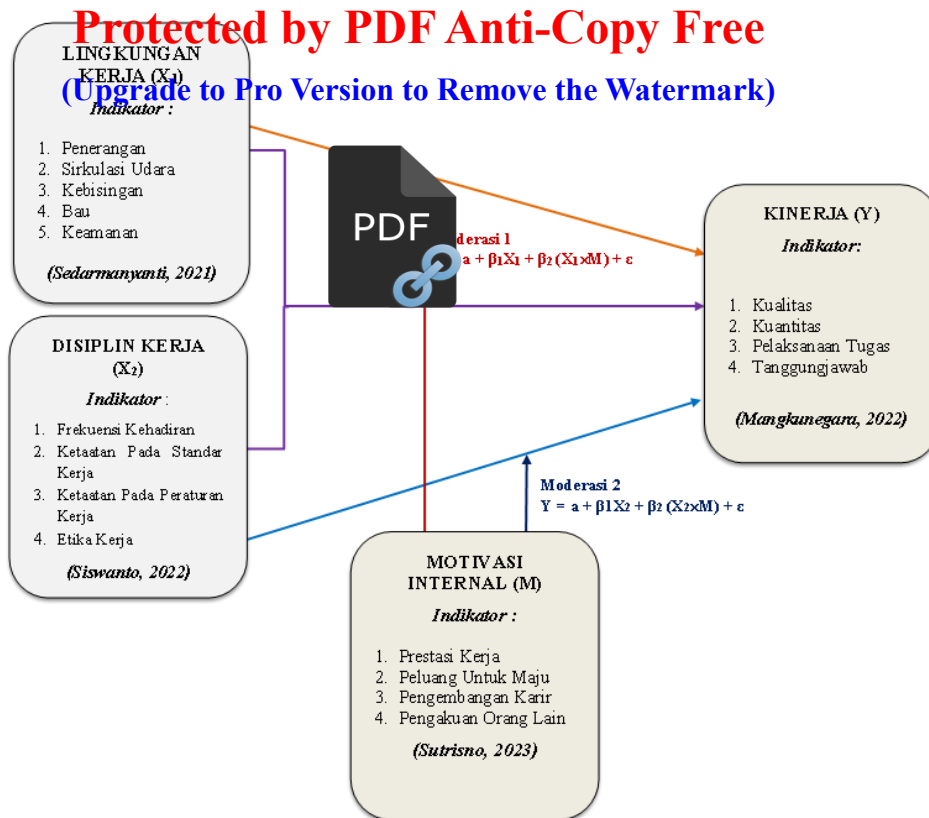 Protected by PDF Anti-Copy Free
(Upgrade to Pro Version to Remove the Watermark)
LINGKUNGAN
KERJA (X1)
Indikator :
1. Penerangan
2. Sirkulasi Udara
3. Kebisingan
4. Bau
5. Keamanan
(Sedarmanyanti, 2021)
DISIPLIN KERJA
(X2)
Indikator :
1. Frekuensi Kehadiran
2. Ketaatan Pada Standar
Kerja
3. Ketaatan Pada Peraturan
Kerja
4. Etika Kerja
(Siswanto, 2022)
PDF
derasi 1
a + β1X1 + β2 (X1xM) + ε
KINERJA (Y)
Indikator:
1. Kualitas
2. Kuantitas
3. Pelaksanaan Tugas
4. Tanggungjawab
(Mangkunegara, 2022)
Moderasi 2
Y = a + β1X2 + β2 (X2xM) + ε
MOTIVASI
INTERNAL (M)
Indikator :
1. Prestasi Kerja
2. Peluang Untuk Maju
3. Pengembangan Karir
4. Pengakuan Orang Lain
(Sutrisno, 2023)